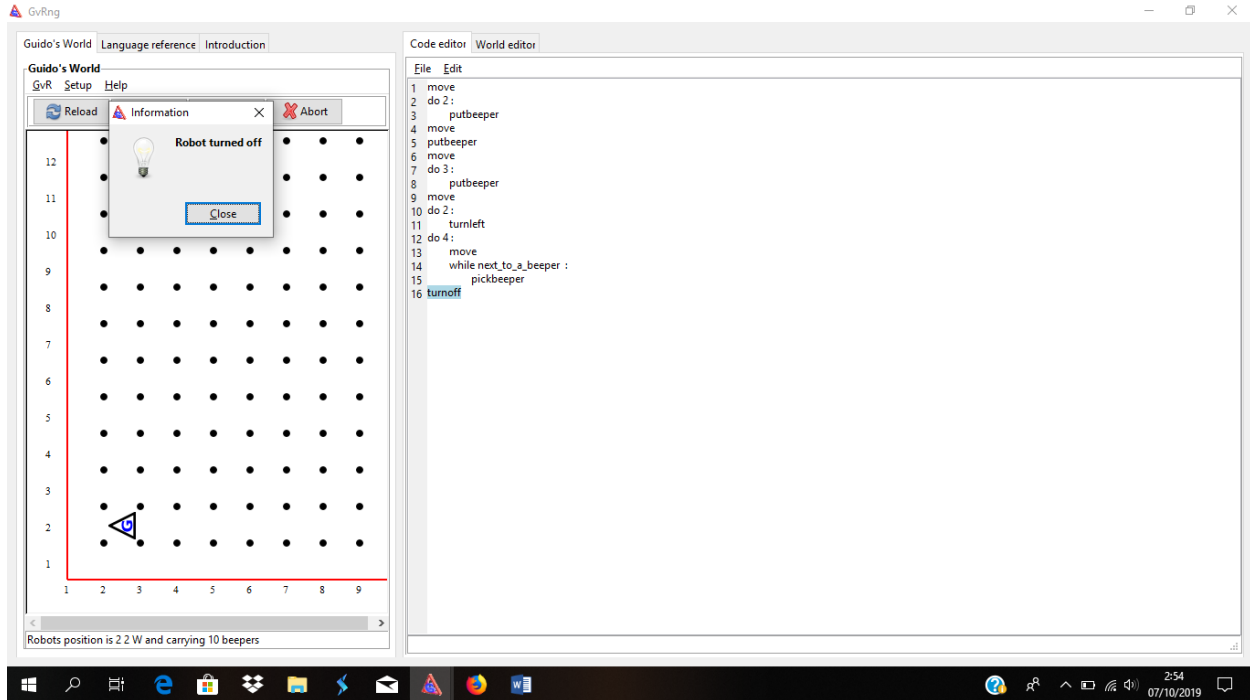 GvRng
Guido's World Language reference Introduction
Guido's World
GvR Setup Help
Reload Abort
Information
Robot turned off
Close
12
11
10
9
8
7
6
5
4
3
2
1
G
1 2 3 4 5 6 7 8 9
Robots position is 2 2 W and carrying 10 beepers
Code editor World editor
File Edit
1 move
2 do 2 :
3 putbeeper
4 move
5 putbeeper
6 move
7 do 3 :
8 putbeeper
9 move
10 do 2 :
11 turnleft
12 do 4 :
13 move
14 while next_to_a_beeper :
15 pickbeeper
16 turnoff
2:54
07/10/2019